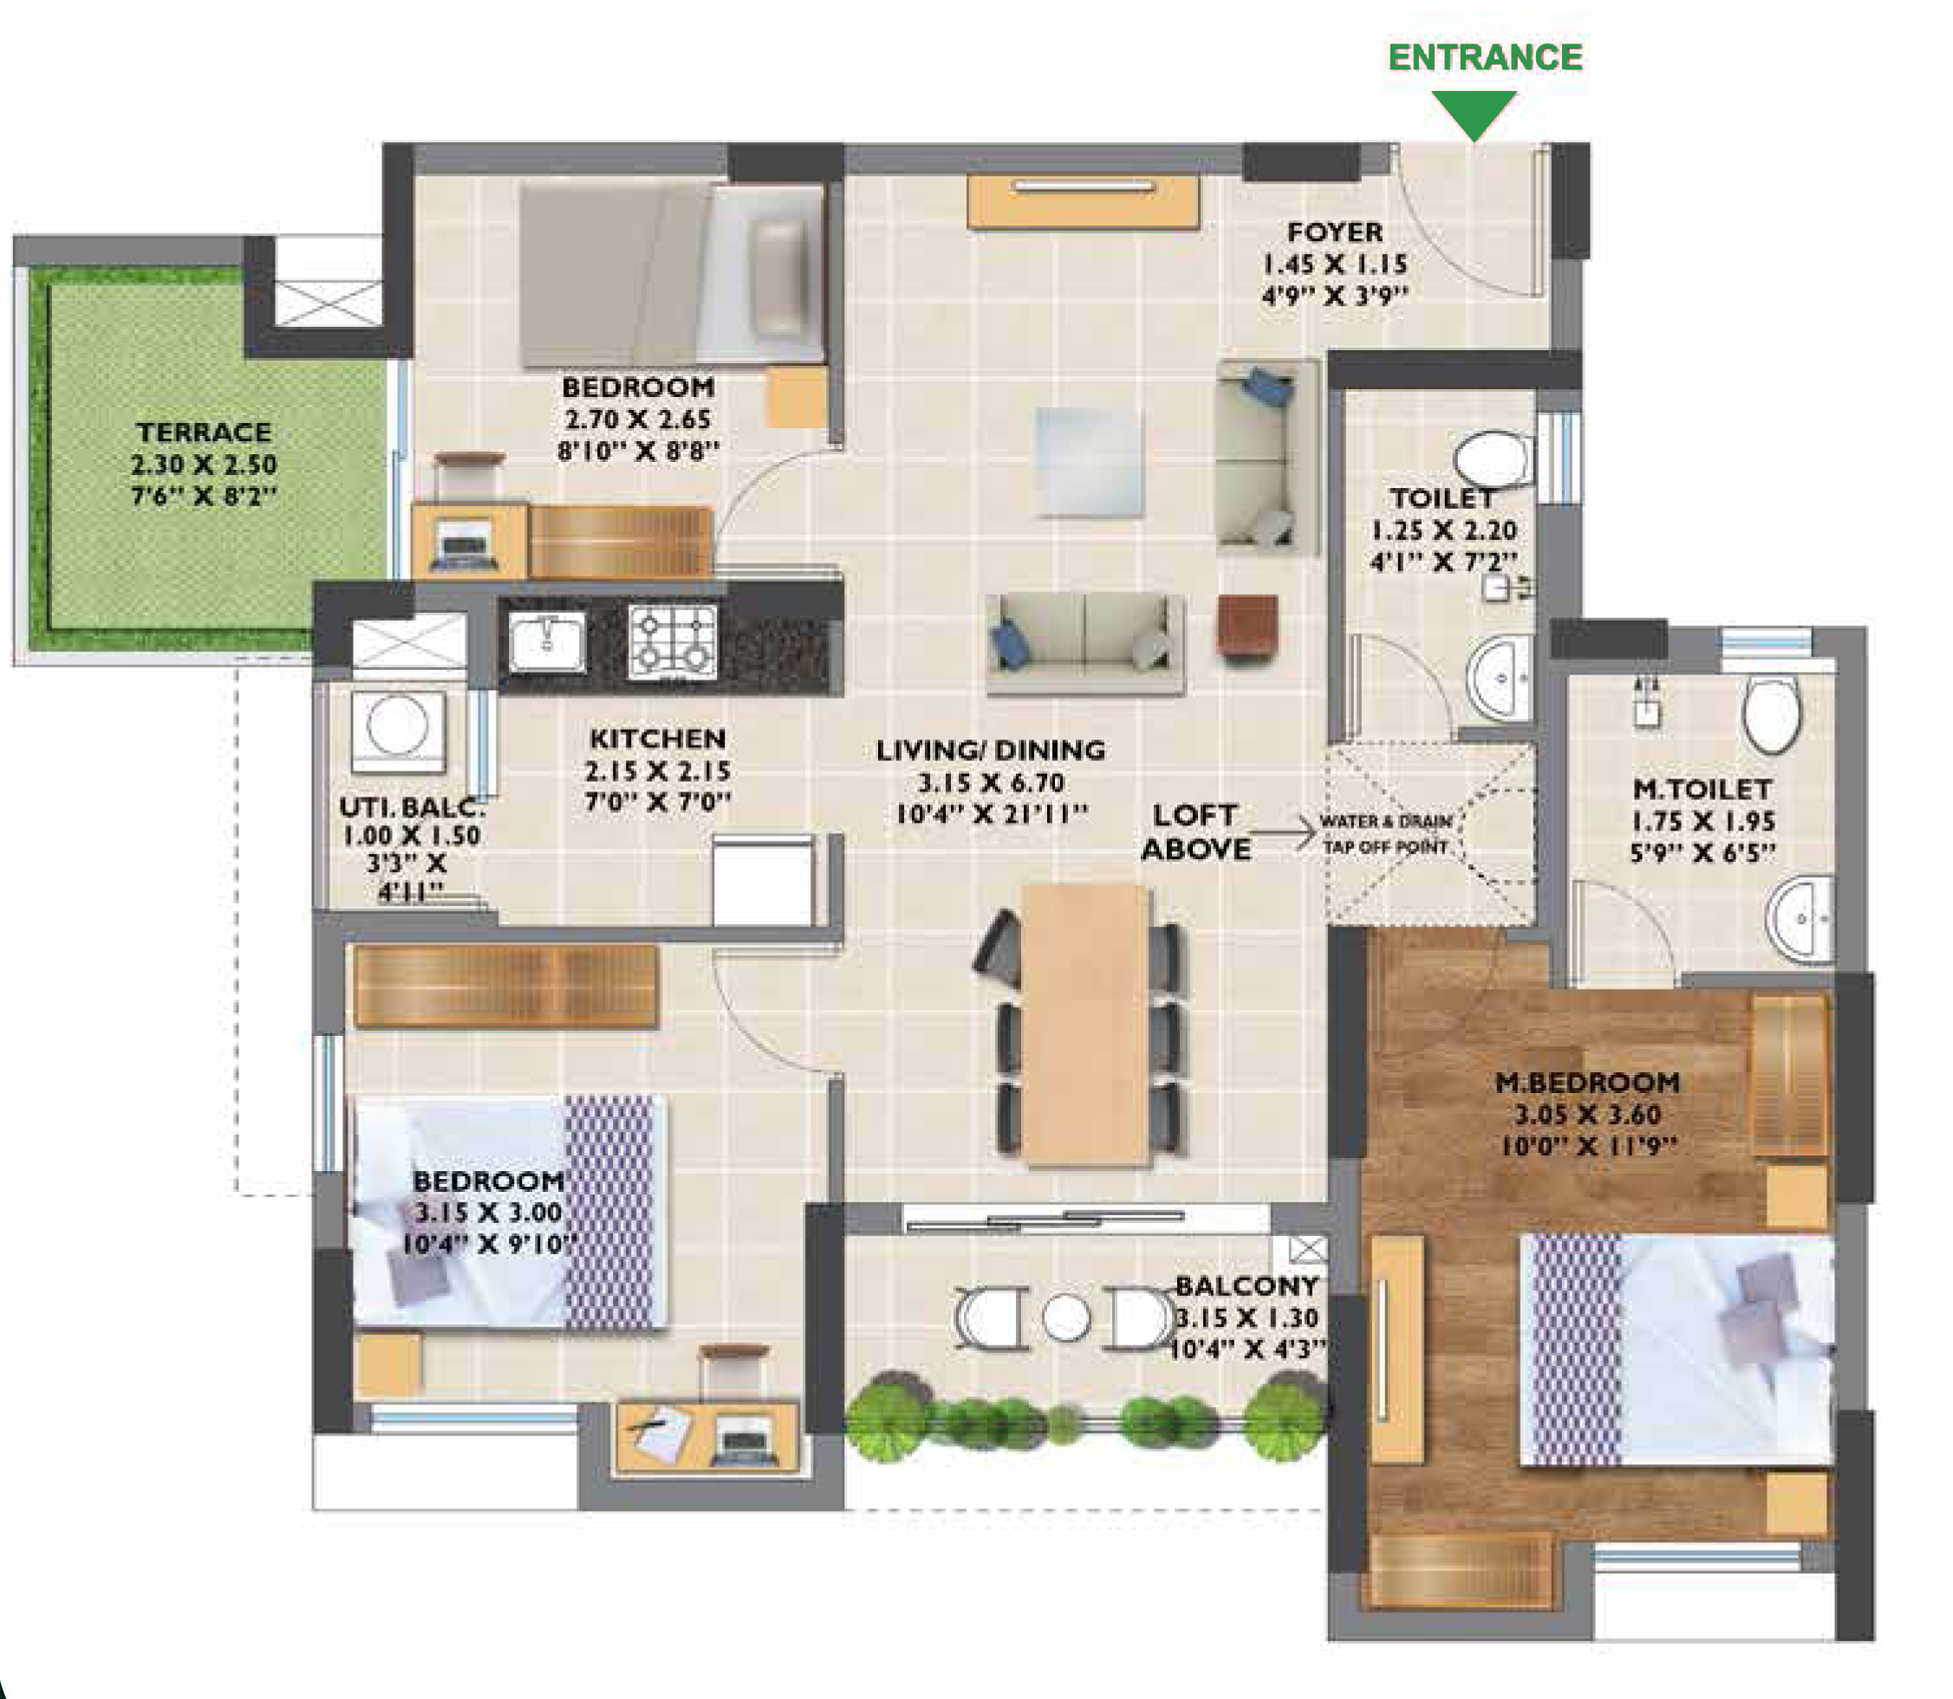 ENTRANCE
FOYER
1.45 X 1.15
4'9" X 3'9"
BEDROOM
2.70 X 2.65
8'10" X 8'8"
TERRACE
2.30 X 2.50
7'6" X 8'2"
TOILET
1.25 X 2.20
4'1" X 7'2"
KITCHEN
2.15 X 2.15
7'0" X 7'0"
LIVING/ DINING
3.15 X 6.70
10'4" X 21'11"
UTI. BALC.
1.00 X 1.50
3'3" X
4'11"
LOFT
ABOVE
WATER & DRAIN
TAP OFF POINT
M.TOILET
1.75 X 1.95
5'9" X 6'5"
M.BEDROOM
3.05 X 3.60
10'0" X 11'9"
BEDROOM
3.15 X 3.00
10'4" X 9'10"
BALCONY
3.15 X 1.30
10'4" X 4'3"